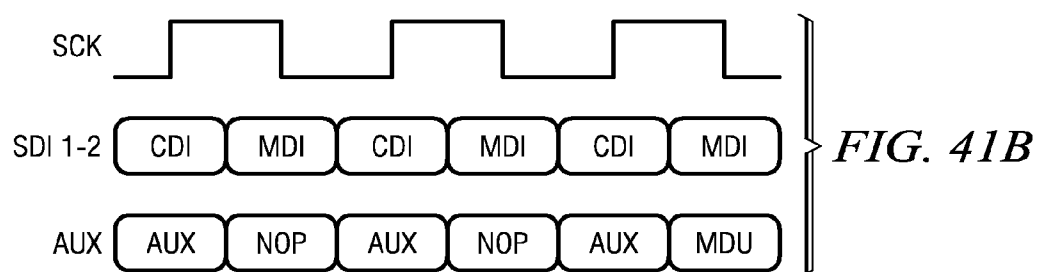 SCK
SDI 1-2 CDI MDI CDI MDI CDI MDI
AUX AUX NOP AUX NOP AUX MDU
FIG. 41B